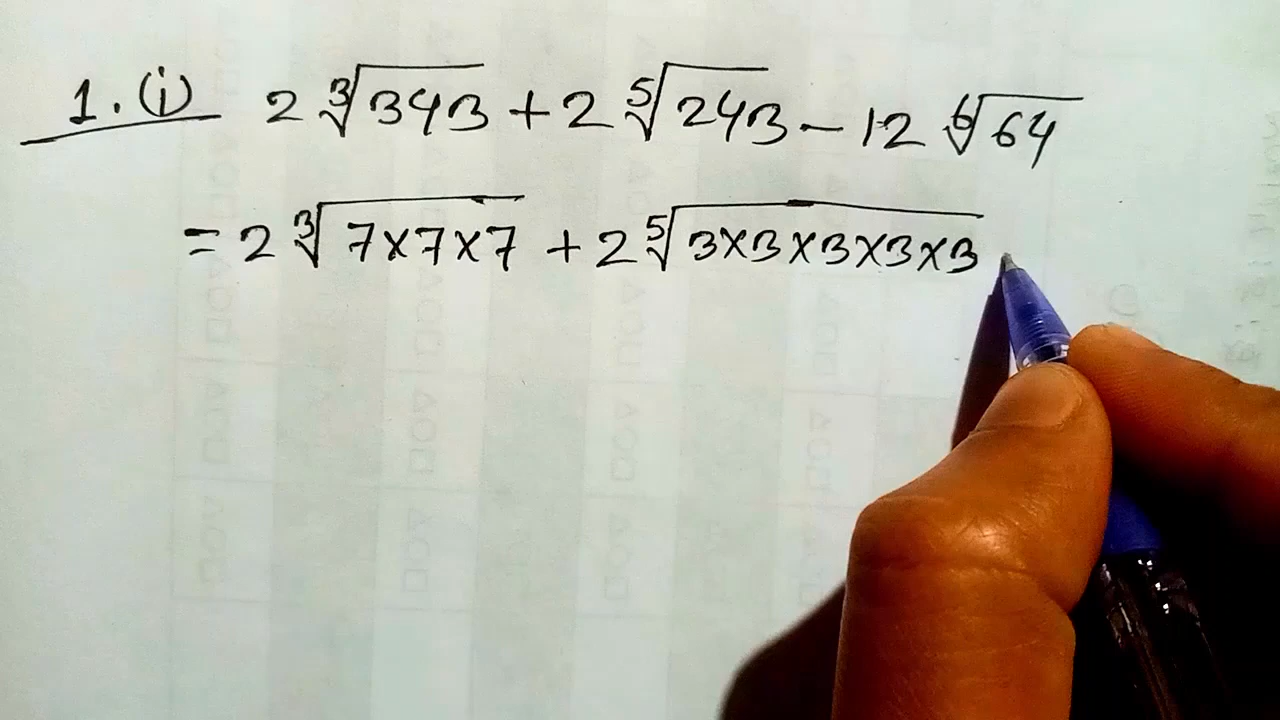 1. (i) 2 ∛343 + 2 ⁵√243 − 12 ⁶√64
= 2 ∛7×7×7 + 2 ⁵√3×3×3×3×3